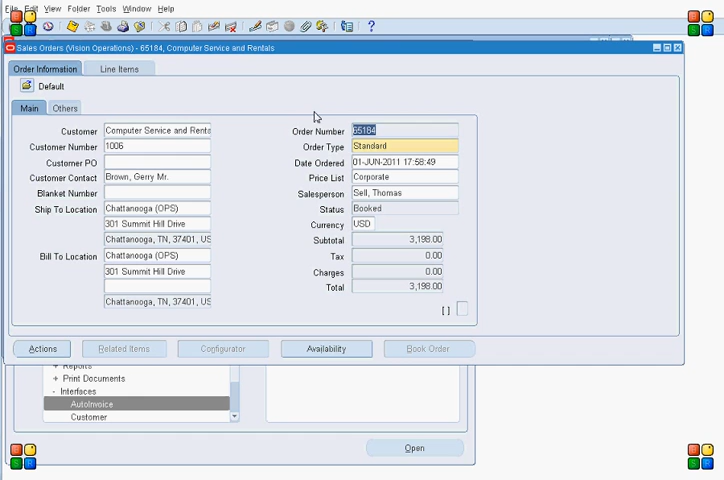 File Edit View Folder Tools Window Help
Sales Orders (Vision Operations) - 65184, Computer Service and Rentals
Order Information Line Items
Default
Main Others
Customer Computer Service and Renta
Customer Number 1006
Customer PO
Customer Contact Brown, Gerry Mr.
Blanket Number
Ship To Location Chattanooga (OPS)
301 Summit Hill Drive
Chattanooga, TN, 37401, US
Bill To Location Chattanooga (OPS)
301 Summit Hill Drive
Chattanooga, TN, 37401, US
Order Number 65184
Order Type Standard
Date Ordered 01-JUN-2011 17:58:49
Price List Corporate
Salesperson Sell, Thomas
Status Booked
Currency USD
Subtotal 3,198.00
Tax 0.00
Charges 0.00
Total 3,198.00
[ ]
Actions Related Items Configurator Availability Book Order
+ Reports
+ Print Documents
- Interfaces
AutoInvoice
Customer
Open